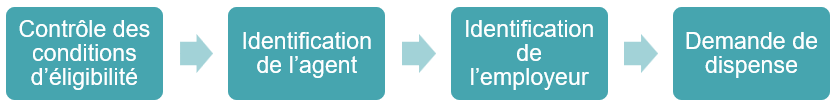 Contrôle des
conditions
d’éligibilité
Identification
de l’agent
Identification
de
l’employeur
Demande de
dispense